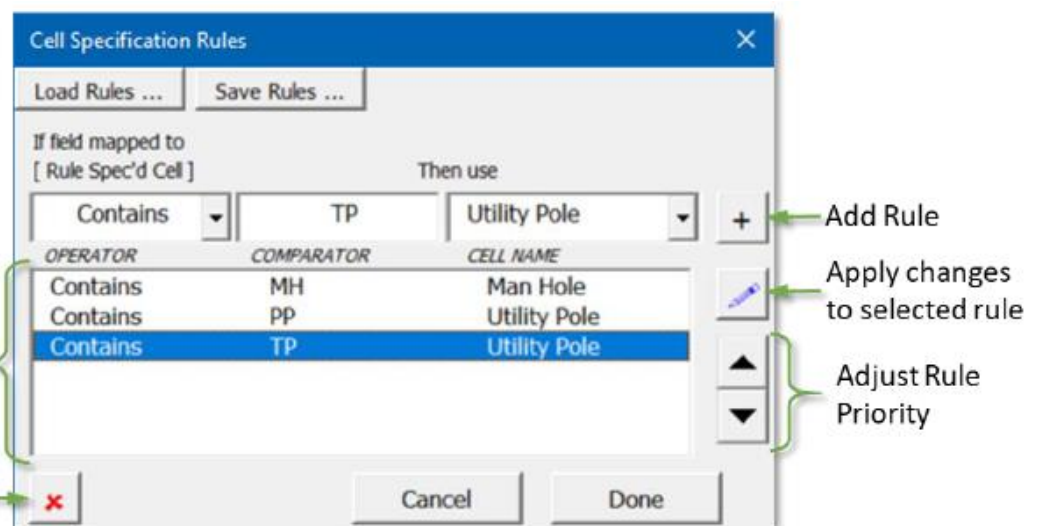 Cell Specification Rules
Load Rules ... Save Rules ...
If field mapped to
[ Rule Spec'd Cell ] Then use
Contains TP Utility Pole +
Add Rule
OPERATOR COMPARATOR CELL NAME
Contains MH Man Hole
Contains PP Utility Pole
Contains TP Utility Pole
Apply changes
to selected rule
Adjust Rule
Priority
Cancel Done